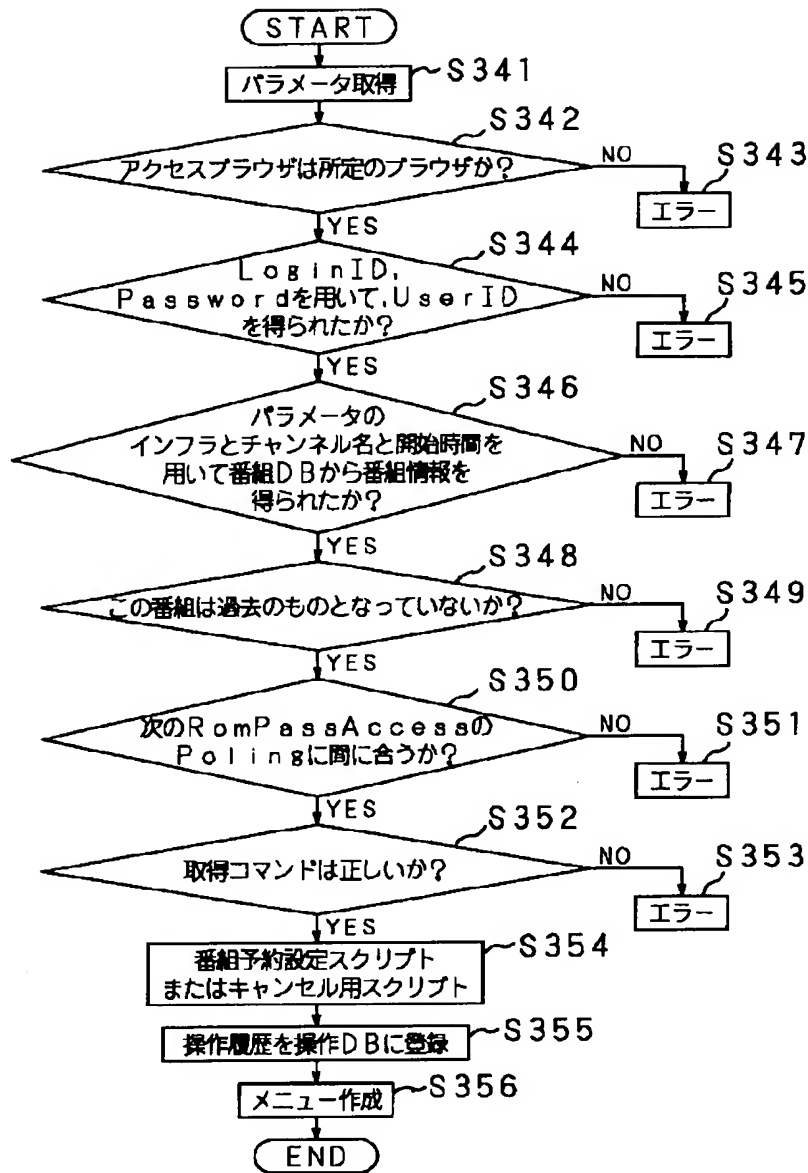 START
パラメータ取得
S341
S342
アクセスブラウザは所定のブラウザか?
NO
S343
エラー
YES
S344
LoginID,
Passwordを用いて,UserID
を得られたか?
NO
S345
エラー
YES
S346
パラメータの
インフラとチャンネル名と開始時間を
用いて番組DBから番組情報を
得られたか?
NO
S347
エラー
YES
S348
この番組は過去のものとなっていないか?
NO
S349
エラー
YES
S350
次のRomPassAccessの
Polingに間に合うか?
NO
S351
エラー
YES
S352
取得コマンドは正しいか?
NO
S353
エラー
YES
S354
番組予約設定スクリプト
またはキャンセル用スクリプト
S355
操作履歴を操作DBに登録
S356
メニュー作成
END